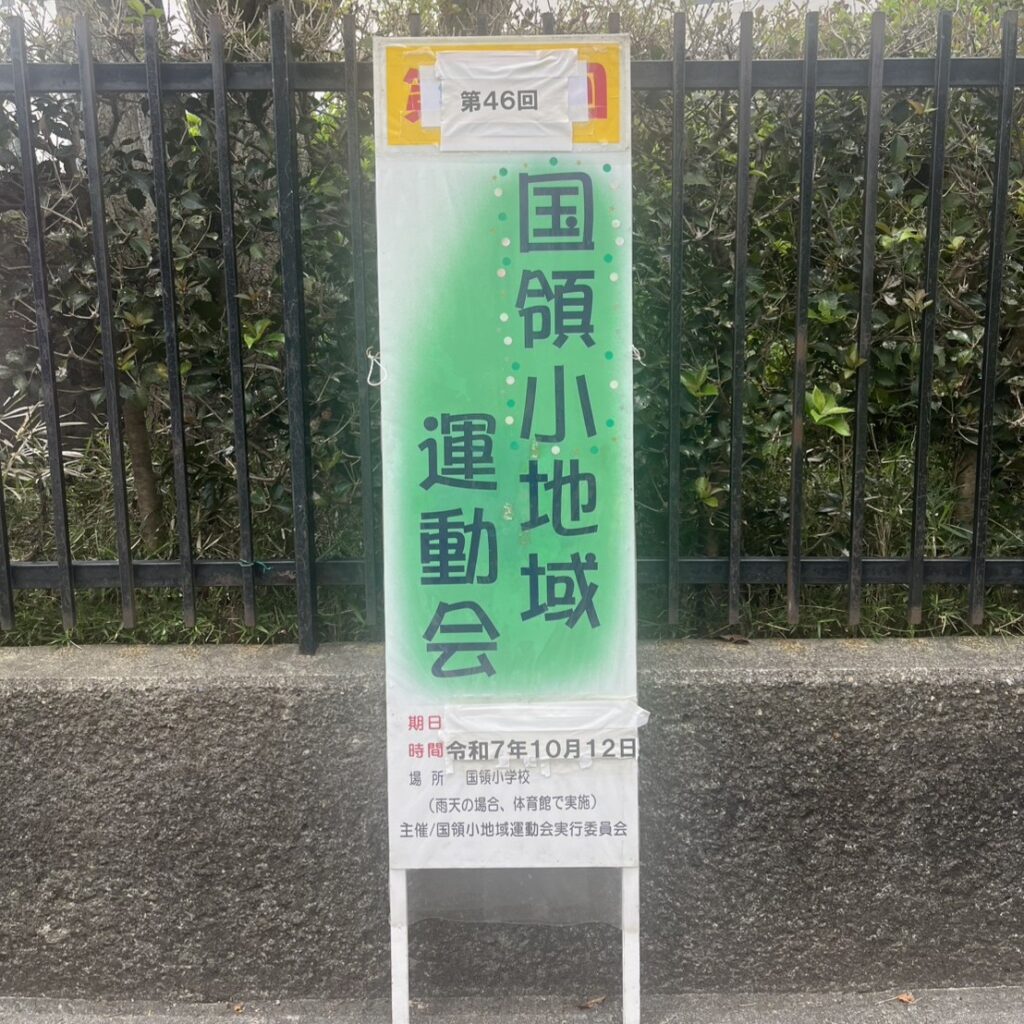 第46回
国領小地域
運動会
期日
時間 令和7年10月12日
場所 国領小学校
（雨天の場合、体育館で実施）
主催/国領小地域運動会実行委員会